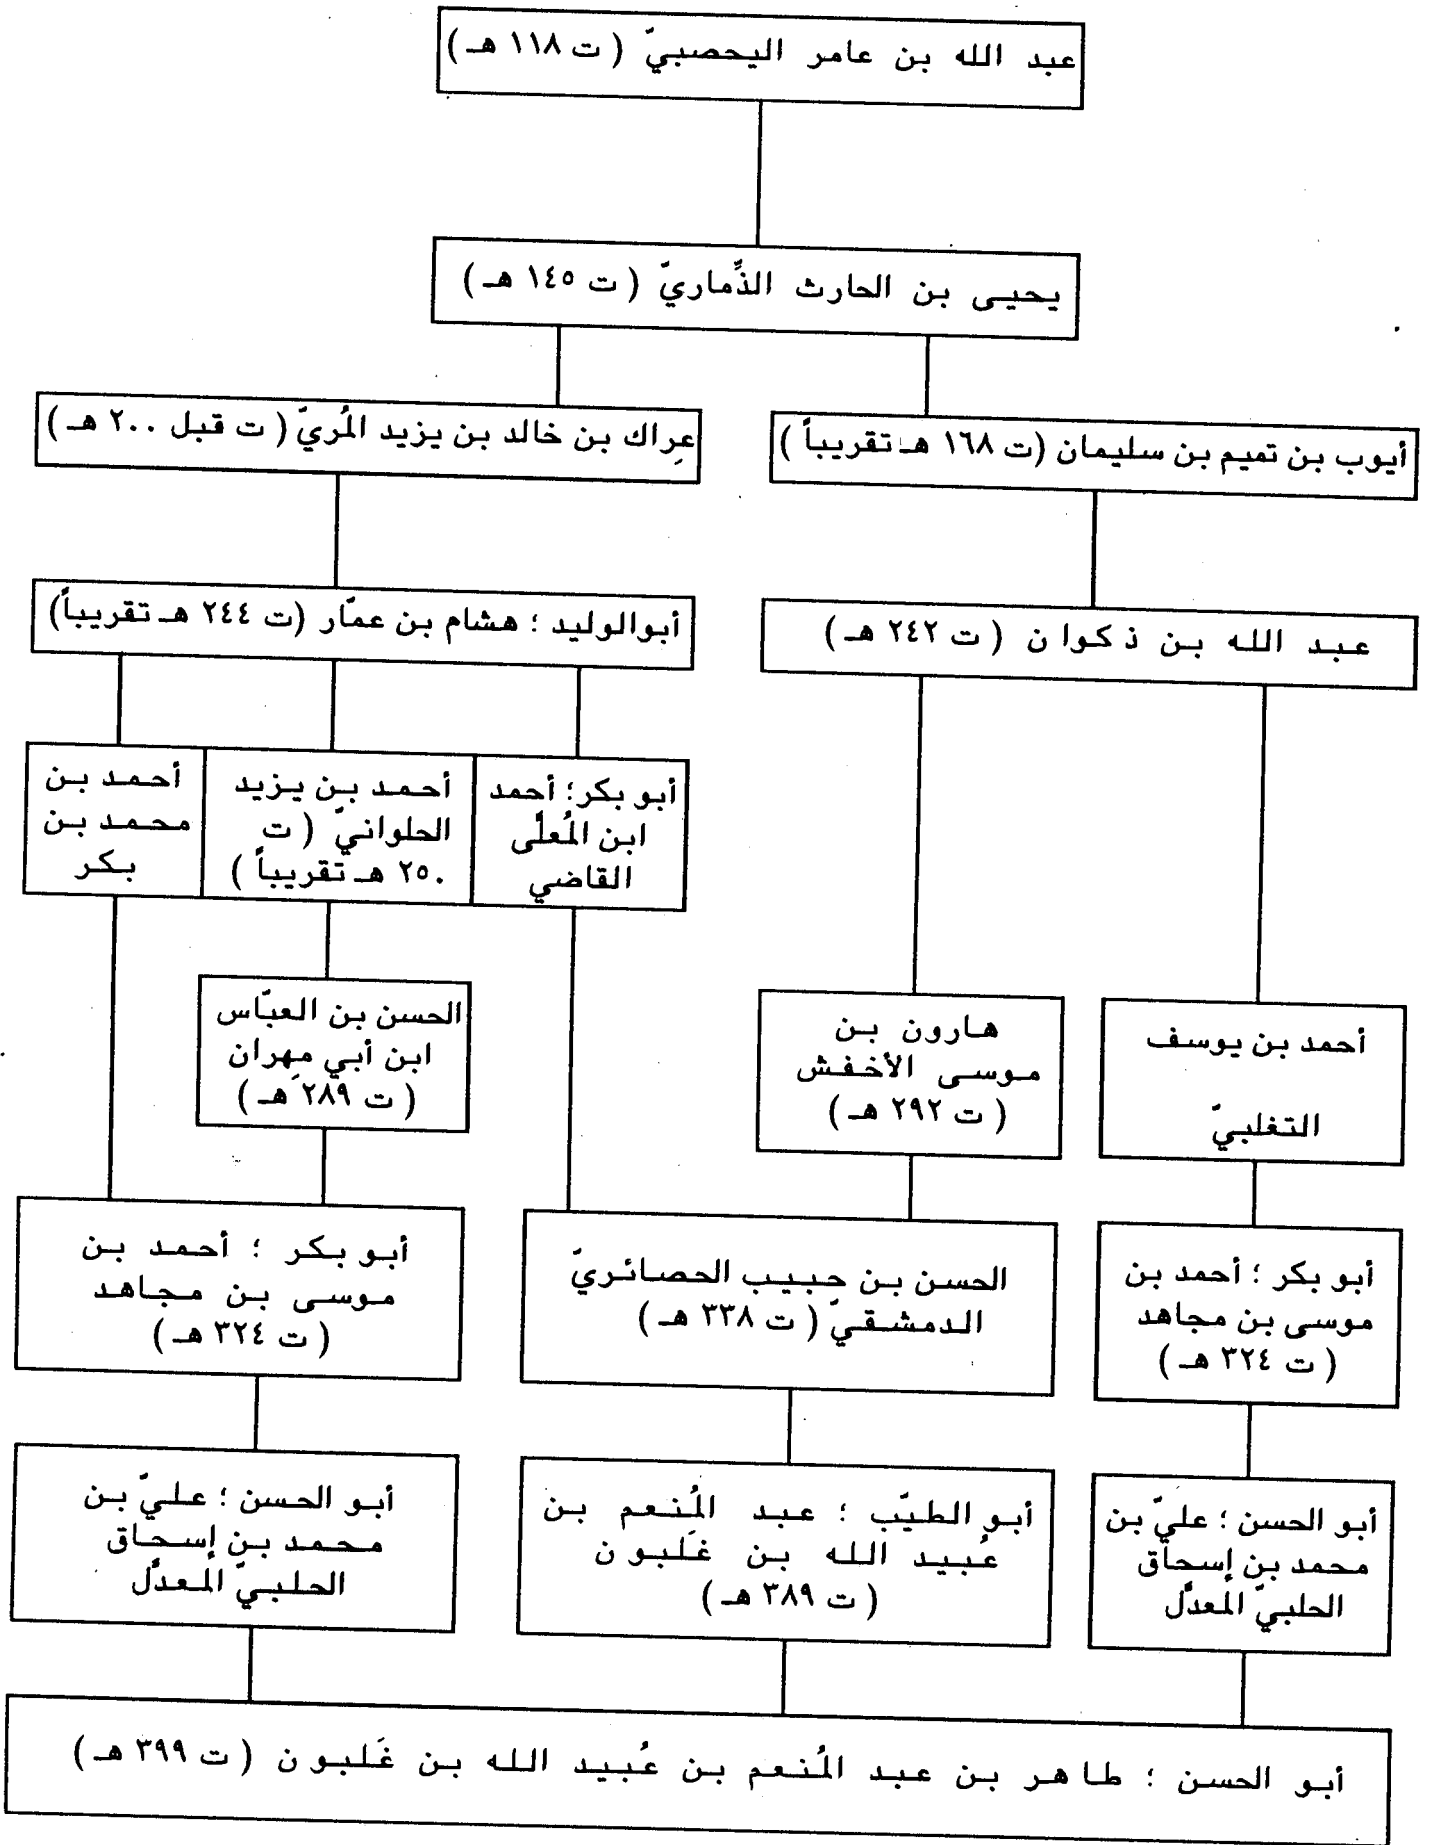 عبد الله بن عامر اليحصبيّ ( ت ١١٨ هـ )
يحيى بن الحارث الذِّماريّ ( ت ١٤٥ هـ )
أيوب بن تميم بن سليمان (ت ١٦٨ هـ تقريباً )
عِراك بن خالد بن يزيد المُريّ ( ت قبل ٢٠٠ هـ )
عبد الله بن ذكوان ( ت ٢٤٢ هـ )
أبوالوليد ؛ هشام بن عمّار (ت ٢٤٤ هـ تقريباً)
أبو بكر؛ أحمد
ابن المُعلَّى
القاضي
أحمد بن يزيد
الحلوانيّ ( ت
٢٥٠ هـ تقريباً )
أحمد بن
محمد بن
بكر
أحمد بن يوسف
التغلبيّ
هارون بن
موسى الأخفش
( ت ٢٩٢ هـ )
الحسن بن العبّاس
ابن أبي مِهران
( ت ٢٨٩ هـ )
أبو بكر ؛ أحمد بن
موسى بن مجاهد
( ت ٣٢٤ هـ )
الحسن بن حبيب الحصائريّ
الدمشقيّ ( ت ٣٣٨ هـ )
أبو بكر ؛ أحمد بن
موسى بن مجاهد
( ت ٣٢٤ هـ )
أبو الحسن ؛ عليّ بن
محمد بن إسحاق
الحلبيّ المعدَّل
أبو الطيّب ؛ عبد المُنعم بن
عُبيد الله بن غَلبون
( ت ٣٨٩ هـ )
أبو الحسن ؛ عليّ بن
محمد بن إسحاق
الحلبيّ المعدَّل
أبو الحسن ؛ طاهر بن عبد المُنعم بن عُبيد الله بن غَلبون ( ت ٣٩٩ هـ )